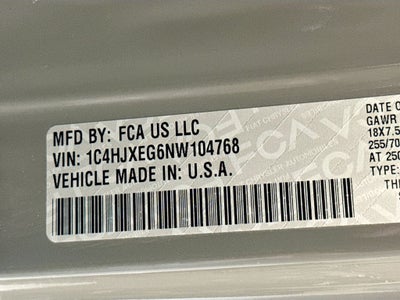 MFD BY: FCA US LLC
VIN: 1C4HJXEG6NW104768
VEHICLE MADE IN: U.S.A.
DATE O
GAWR
18X7.5
255/70
AT 250
TYPE:
TH